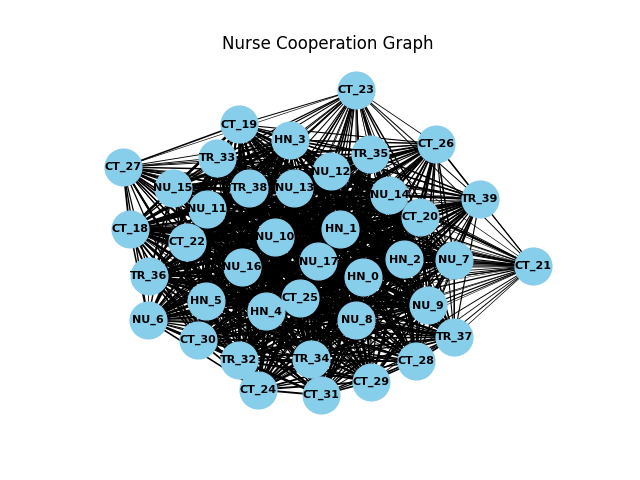 Nurse Cooperation Graph
CT_23
CT_19
HN_3
CT_26
TR_35
TR_33
CT_27
NU_12
NU_15
TR_38
NU_13
NU_14
TR_39
NU_11
CT_20
CT_18
HN_1
NU_10
CT_22
HN_2
NU_7
NU_17
CT_21
NU_16
TR_36
HN_0
CT_25
HN_5
NU_9
HN_4
NU_6
NU_8
TR_37
CT_30
TR_32
TR_34
CT_28
CT_29
CT_24
CT_31